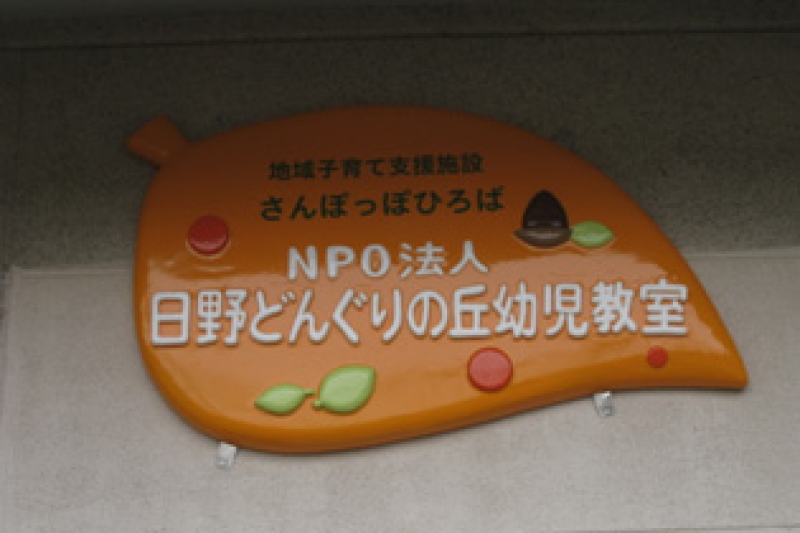 地域子育て支援施設
さんぽっぽひろば
NPO法人
日野どんぐりの丘幼児教室